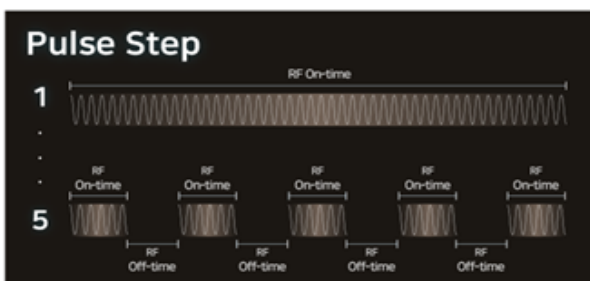 Pulse Step
RF On-time
1
.
.
.
RF RF RF RF RF
On-time On-time On-time On-time On-time
5
RF RF RF RF
Off-time Off-time Off-time Off-time